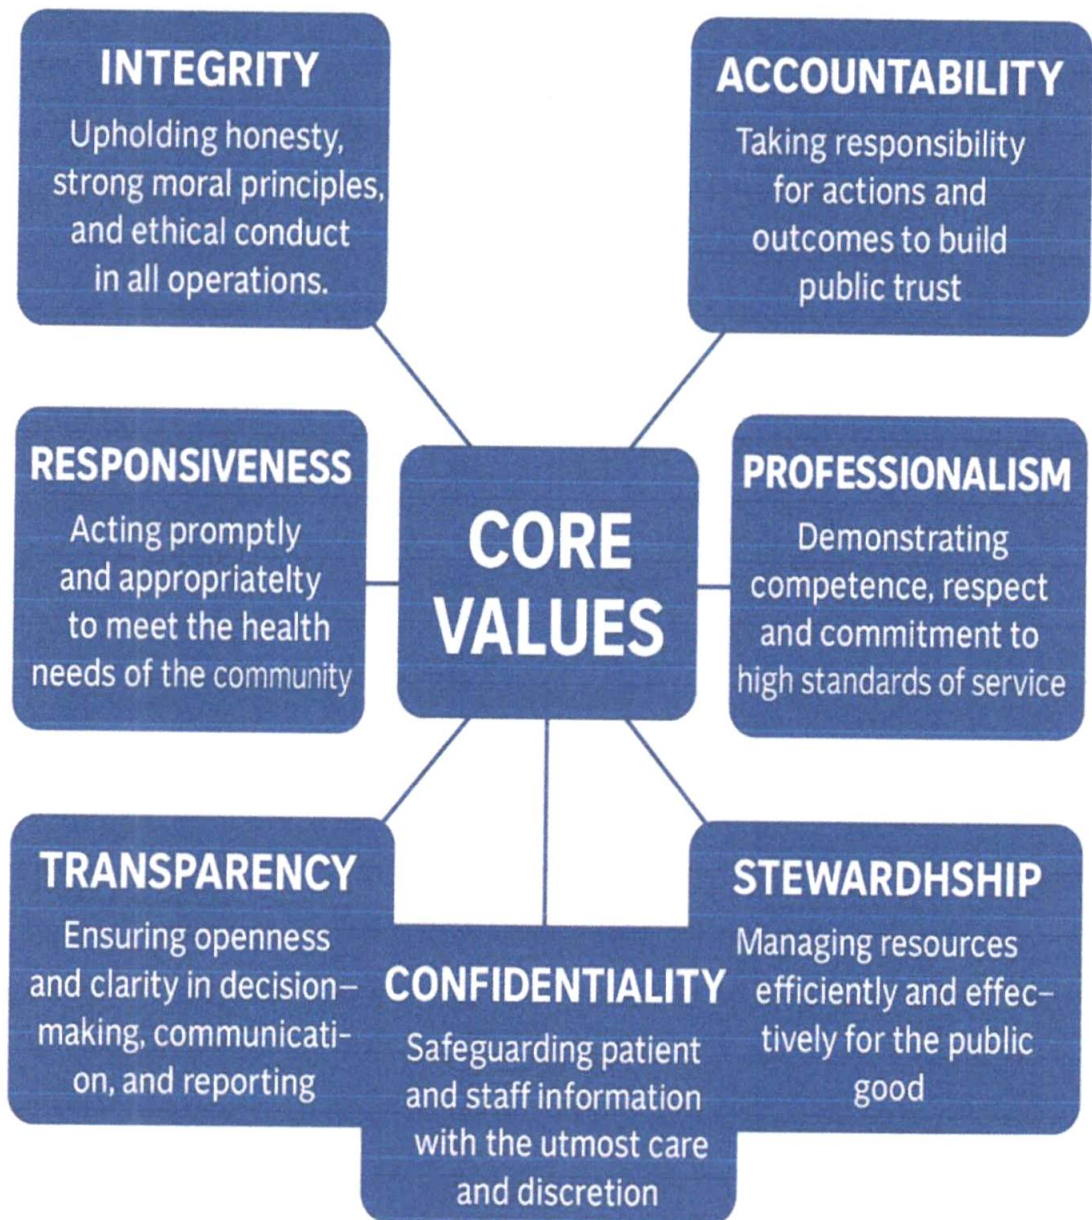 INTEGRITY
Upholding honesty,
strong moral principles,
and ethical conduct
in all operations.
ACCOUNTABILITY
Taking responsibility
for actions and
outcomes to build
public trust
RESPONSIVENESS
Acting promptly
and appropriatelty
to meet the health
needs of the community
CORE
VALUES
PROFESSIONALISM
Demonstrating
competence, respect
and commitment to
high standards of service
TRANSPARENCY
Ensuring openness
and clarity in decision–
making, communicati-
on, and reporting
CONFIDENTIALITY
Safeguarding patient
and staff information
with the utmost care
and discretion
STEWARDHSHIP
Managing resources
efficiently and effec–
tively for the public
good